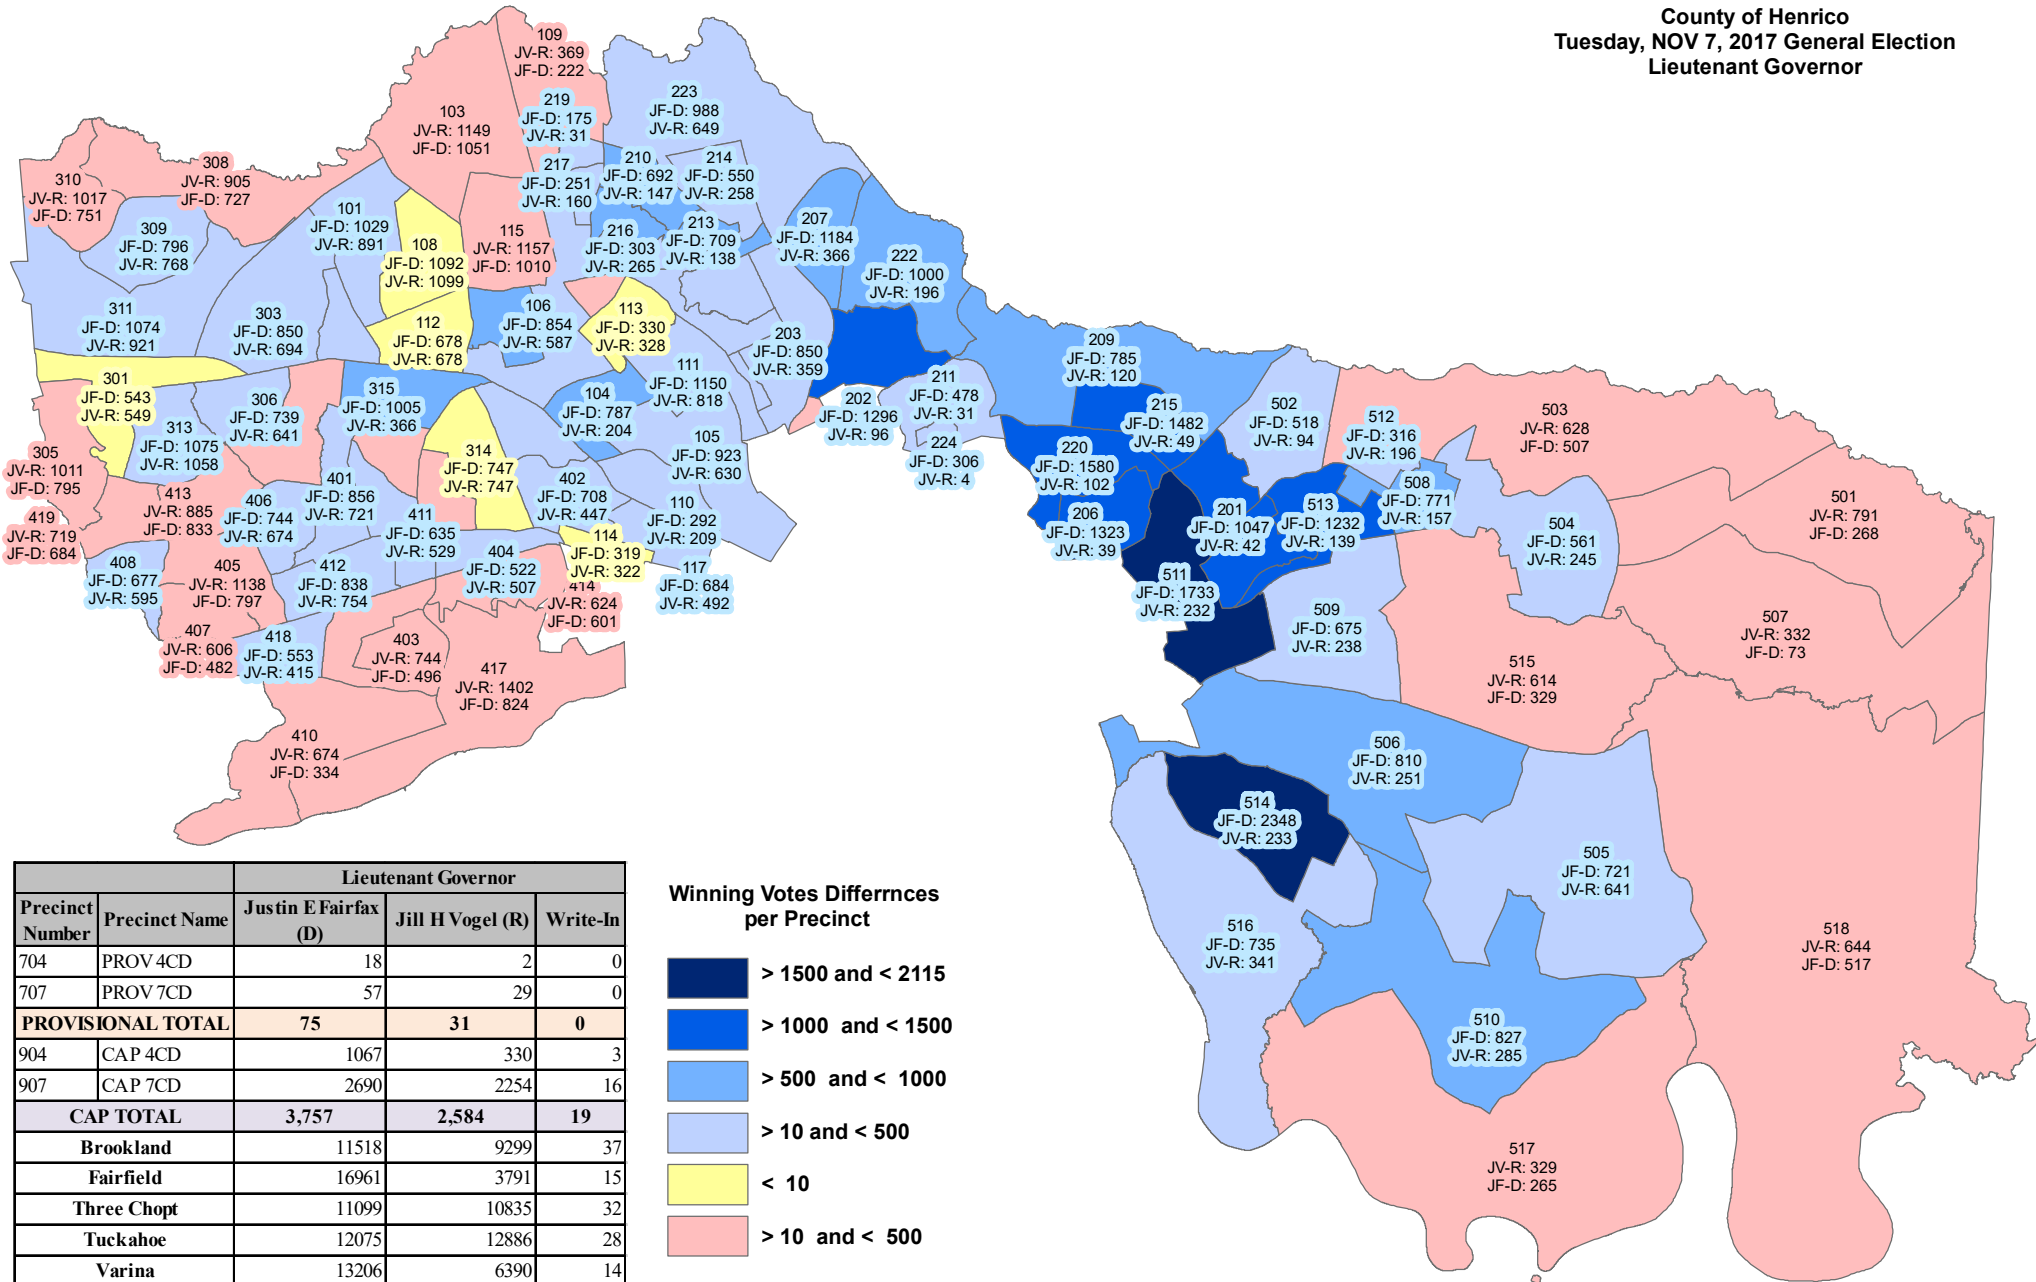 County of Henrico
Tuesday, NOV 7, 2017 General Election
Lieutenant Governor
109
JV-R: 369
JF-D: 222
219
JF-D: 175
JV-R: 31
223
JF-D: 988
JV-R: 649
103
JV-R: 1149
JF-D: 1051
308
JV-R: 905
JF-D: 727
310
JV-R: 1017
JF-D: 751
217
JF-D: 251
JV-R: 160
210
JF-D: 692
JV-R: 147
214
JF-D: 550
JV-R: 258
309
JF-D: 796
JV-R: 768
101
JF-D: 1029
JV-R: 891
108
JF-D: 1092
JV-R: 1099
115
JV-R: 1157
JF-D: 1010
216
JF-D: 303
JV-R: 265
213
JF-D: 709
JV-R: 138
207
JF-D: 1184
JV-R: 366
222
JF-D: 1000
JV-R: 196
311
JF-D: 1074
JV-R: 921
303
JF-D: 850
JV-R: 694
112
JF-D: 678
JV-R: 678
106
JF-D: 854
JV-R: 587
113
JF-D: 330
JV-R: 328
203
JF-D: 850
JV-R: 359
209
JF-D: 785
JV-R: 120
301
JF-D: 543
JV-R: 549
306
JF-D: 739
JV-R: 641
315
JF-D: 1005
JV-R: 366
104
JF-D: 787
JV-R: 204
111
JF-D: 1150
JV-R: 818
202
JF-D: 1296
JV-R: 96
211
JF-D: 478
JV-R: 31
215
JF-D: 1482
JV-R: 49
502
JF-D: 518
JV-R: 94
512
JF-D: 316
JV-R: 196
503
JV-R: 628
JF-D: 507
305
JV-R: 1011
JF-D: 795
313
JF-D: 1075
JV-R: 1058
314
JF-D: 747
JV-R: 747
105
JF-D: 923
JV-R: 630
224
JF-D: 306
JV-R: 4
220
JF-D: 1580
JV-R: 102
419
JV-R: 719
JF-D: 684
413
JV-R: 885
JF-D: 833
406
JF-D: 744
JV-R: 674
401
JF-D: 856
JV-R: 721
411
JF-D: 635
JV-R: 529
402
JF-D: 708
JV-R: 447
110
JF-D: 292
JV-R: 209
206
JF-D: 1323
JV-R: 39
201
JF-D: 1047
JV-R: 42
513
JF-D: 1232
JV-R: 139
508
JF-D: 771
JV-R: 157
504
JF-D: 561
JV-R: 245
501
JV-R: 791
JF-D: 268
408
JF-D: 677
JV-R: 595
405
JV-R: 1138
JF-D: 797
412
JF-D: 838
JV-R: 754
404
JF-D: 522
JV-R: 507
114
JF-D: 319
JV-R: 322
414
JV-R: 624
JF-D: 601
117
JF-D: 684
JV-R: 492
511
JF-D: 1733
JV-R: 232
509
JF-D: 675
JV-R: 238
507
JV-R: 332
JF-D: 73
407
JV-R: 606
JF-D: 482
418
JF-D: 553
JV-R: 415
403
JV-R: 744
JF-D: 496
417
JV-R: 1402
JF-D: 824
515
JV-R: 614
JF-D: 329
410
JV-R: 674
JF-D: 334
506
JF-D: 810
JV-R: 251
514
JF-D: 2348
JV-R: 233
505
JF-D: 721
JV-R: 641
516
JF-D: 735
JV-R: 341
518
JV-R: 644
JF-D: 517
510
JF-D: 827
JV-R: 285
517
JV-R: 329
JF-D: 265
Lieutenant Governor
Precinct Number Precinct Name Justin E Fairfax (D) Jill H Vogel (R) Write-In
704 PROV 4CD 18 2 0
707 PROV 7CD 57 29 0
PROVISIONAL TOTAL 75 31 0
904 CAP 4CD 1067 330 3
907 CAP 7CD 2690 2254 16
CAP TOTAL 3,757 2,584 19
Brookland 11518 9299 37
Fairfield 16961 3791 15
Three Chopt 11099 10835 32
Tuckahoe 12075 12886 28
Varina 13206 6390 14
Winning Votes Differrnces
per Precinct
> 1500 and < 2115
> 1000 and < 1500
> 500 and < 1000
> 10 and < 500
< 10
> 10 and < 500